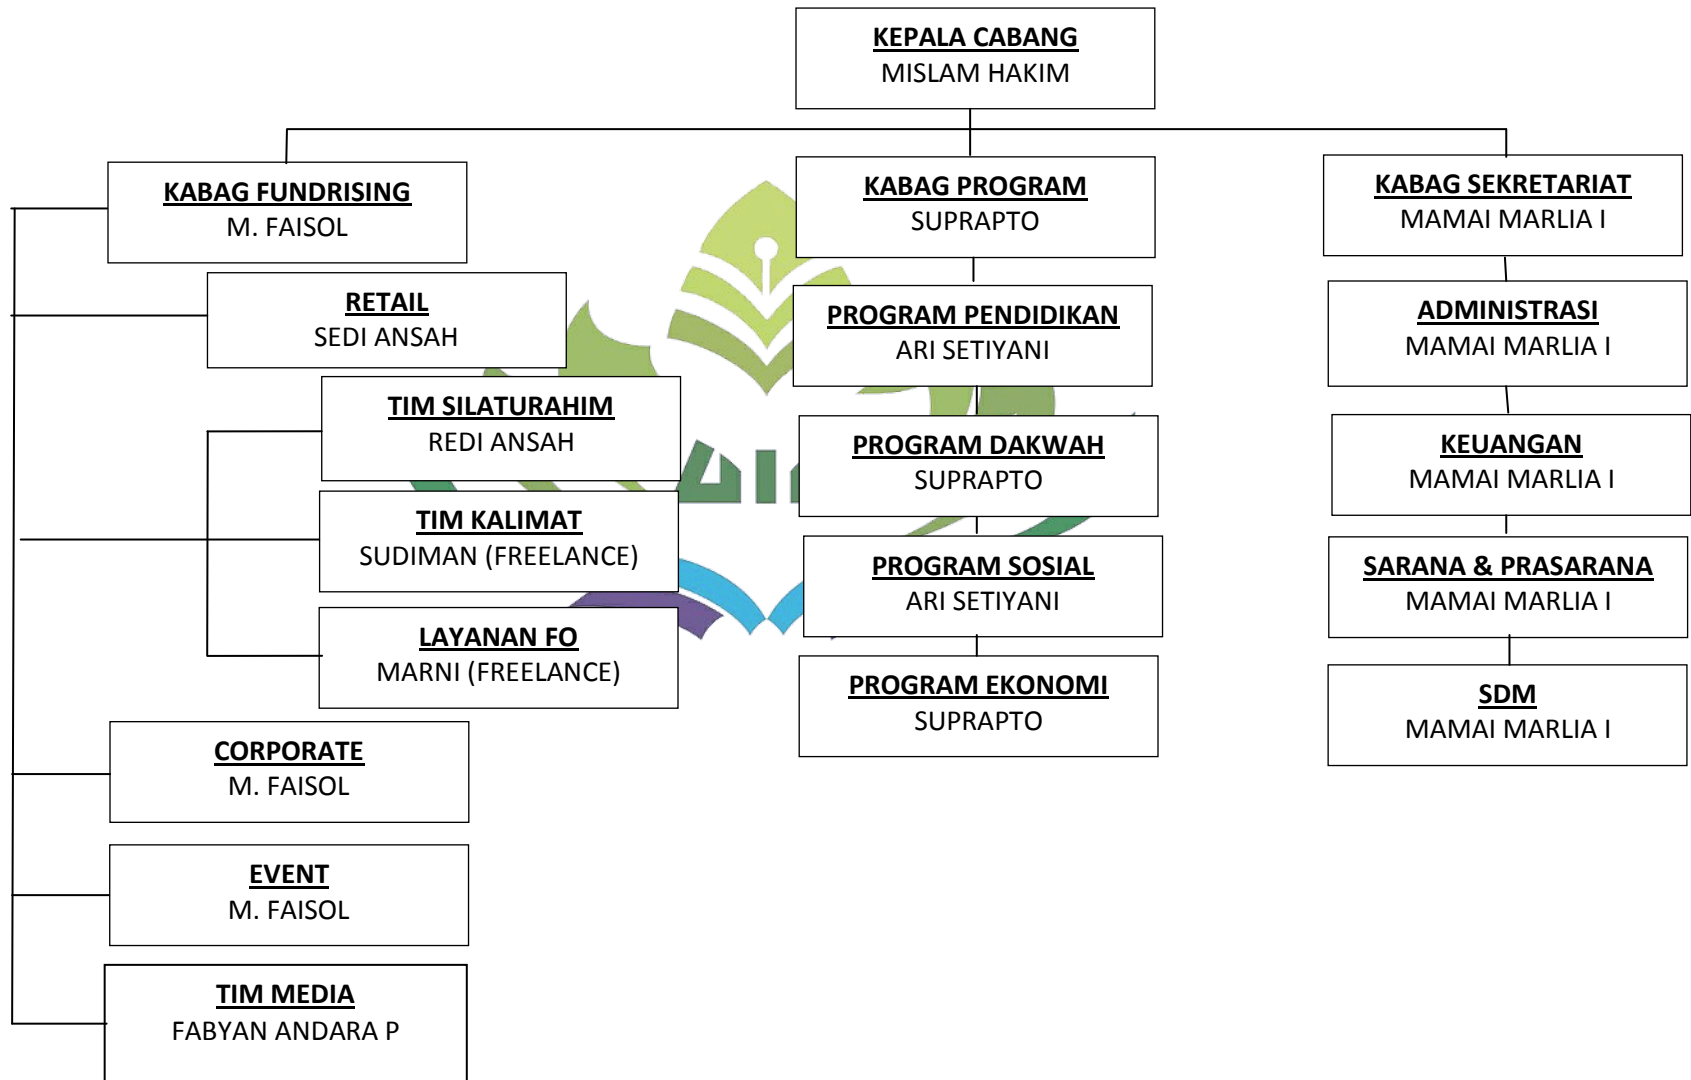 KEPALA CABANG
MISLAM HAKIM
KABAG FUNDRISING
M. FAISOL
RETAIL
SEDI ANSAH
TIM SILATURAHIM
REDI ANSAH
TIM KALIMAT
SUDIMAN (FREELANCE)
LAYANAN FO
MARNI (FREELANCE)
CORPORATE
M. FAISOL
EVENT
M. FAISOL
TIM MEDIA
FABYAN ANDARA P
KABAG PROGRAM
SUPRAPTO
PROGRAM PENDIDIKAN
ARI SETIYANI
PROGRAM DAKWAH
SUPRAPTO
PROGRAM SOSIAL
ARI SETIYANI
PROGRAM EKONOMI
SUPRAPTO
KABAG SEKRETARIAT
MAMAI MARLIA I
ADMINISTRASI
MAMAI MARLIA I
KEUANGAN
MAMAI MARLIA I
SARANA & PRASARANA
MAMAI MARLIA I
SDM
MAMAI MARLIA I